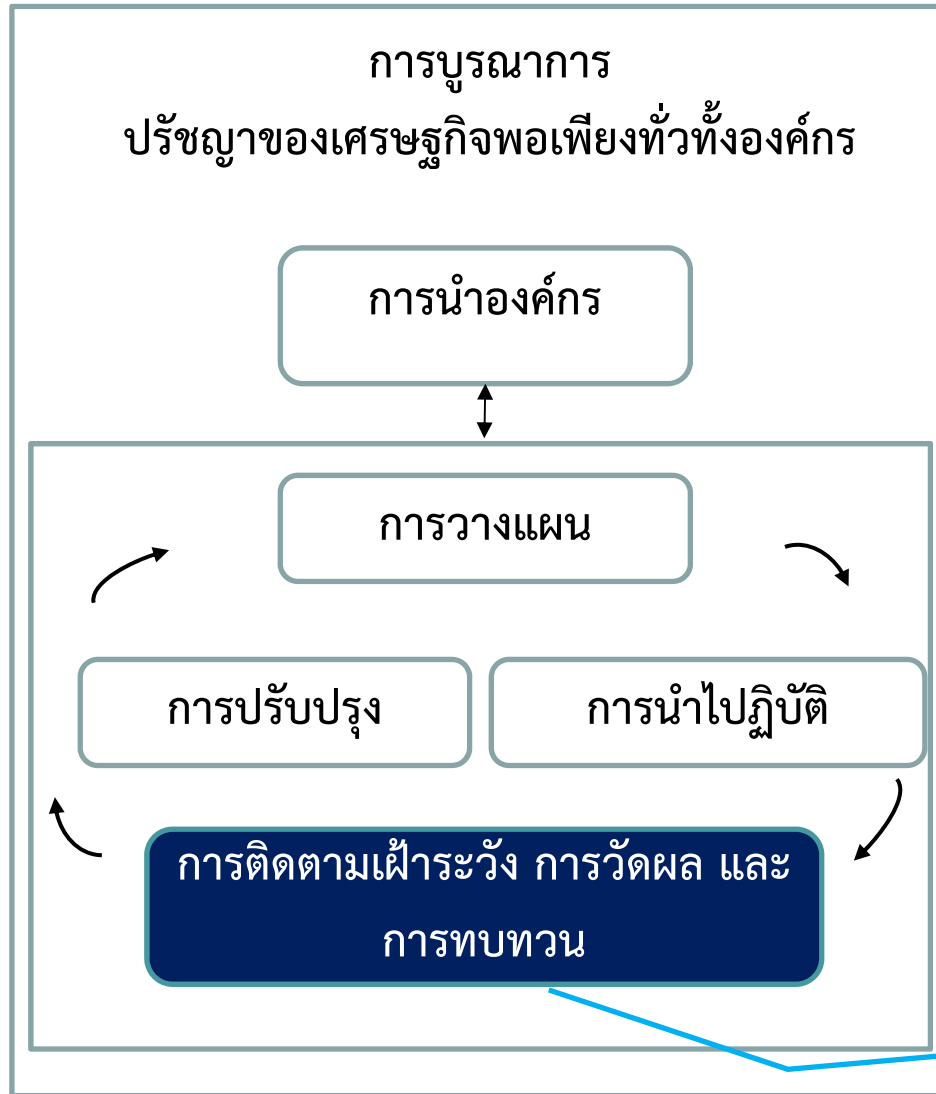 การบูรณาการ
ปรัชญาของเศรษฐกิจพอเพียงทั่วทั้งองค์กร
การนำองค์กร
การวางแผน
การปรับปรุง
การนำไปฏิบัติ
การติดตามเฝ้าระวัง การวัดผล และ
การทบทวน